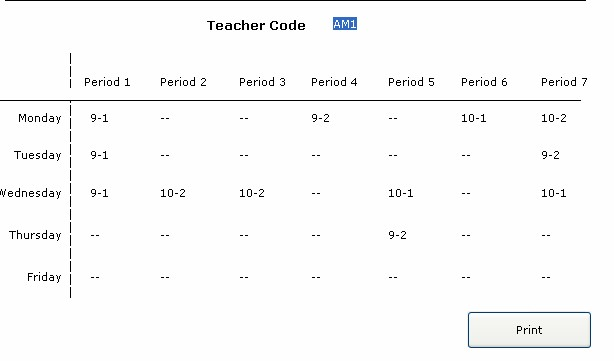 Teacher Code AM1
Period 1 Period 2 Period 3 Period 4 Period 5 Period 6 Period 7
Monday 9-1 -- -- 9-2 -- 10-1 10-2
Tuesday 9-1 -- -- -- -- -- 9-2
Wednesday 9-1 10-2 10-2 -- 10-1 -- 10-1
Thursday -- -- -- -- 9-2 -- --
Friday -- -- -- -- -- -- --
Print